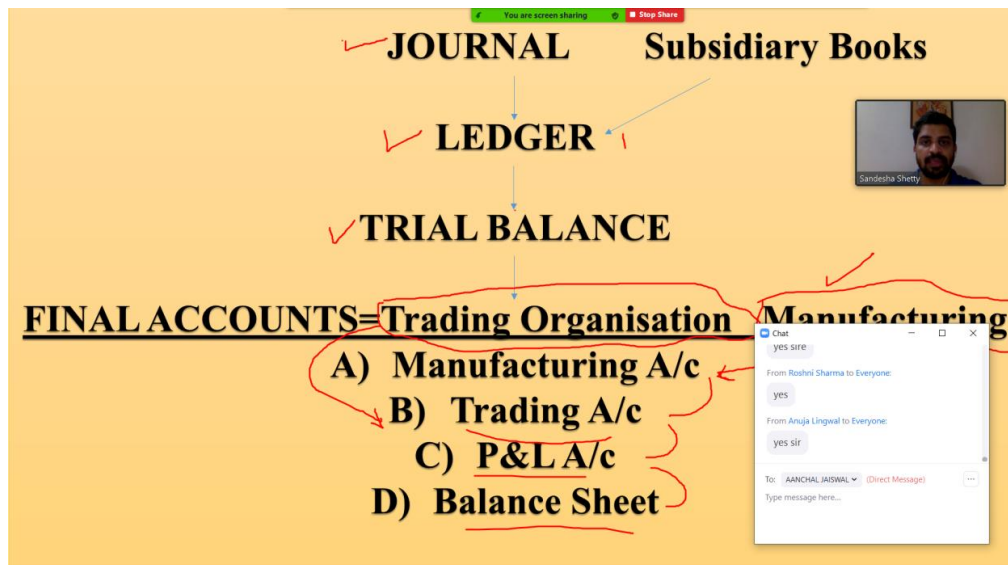 You are screen sharing Stop Share
JOURNAL Subsidiary Books
LEDGER
Sandesha Shetty
TRIAL BALANCE
FINAL ACCOUNTS=Trading Organisation Manufacturing
A) Manufacturing A/c
B) Trading A/c
C) P&L A/c
D) Balance Sheet
Chat
yes sire
From Roshni Sharma to Everyone:
yes
From Anuja Lingwal to Everyone:
yes sir
To: AANCHAL JAISWAL (Direct Message)
Type message here...